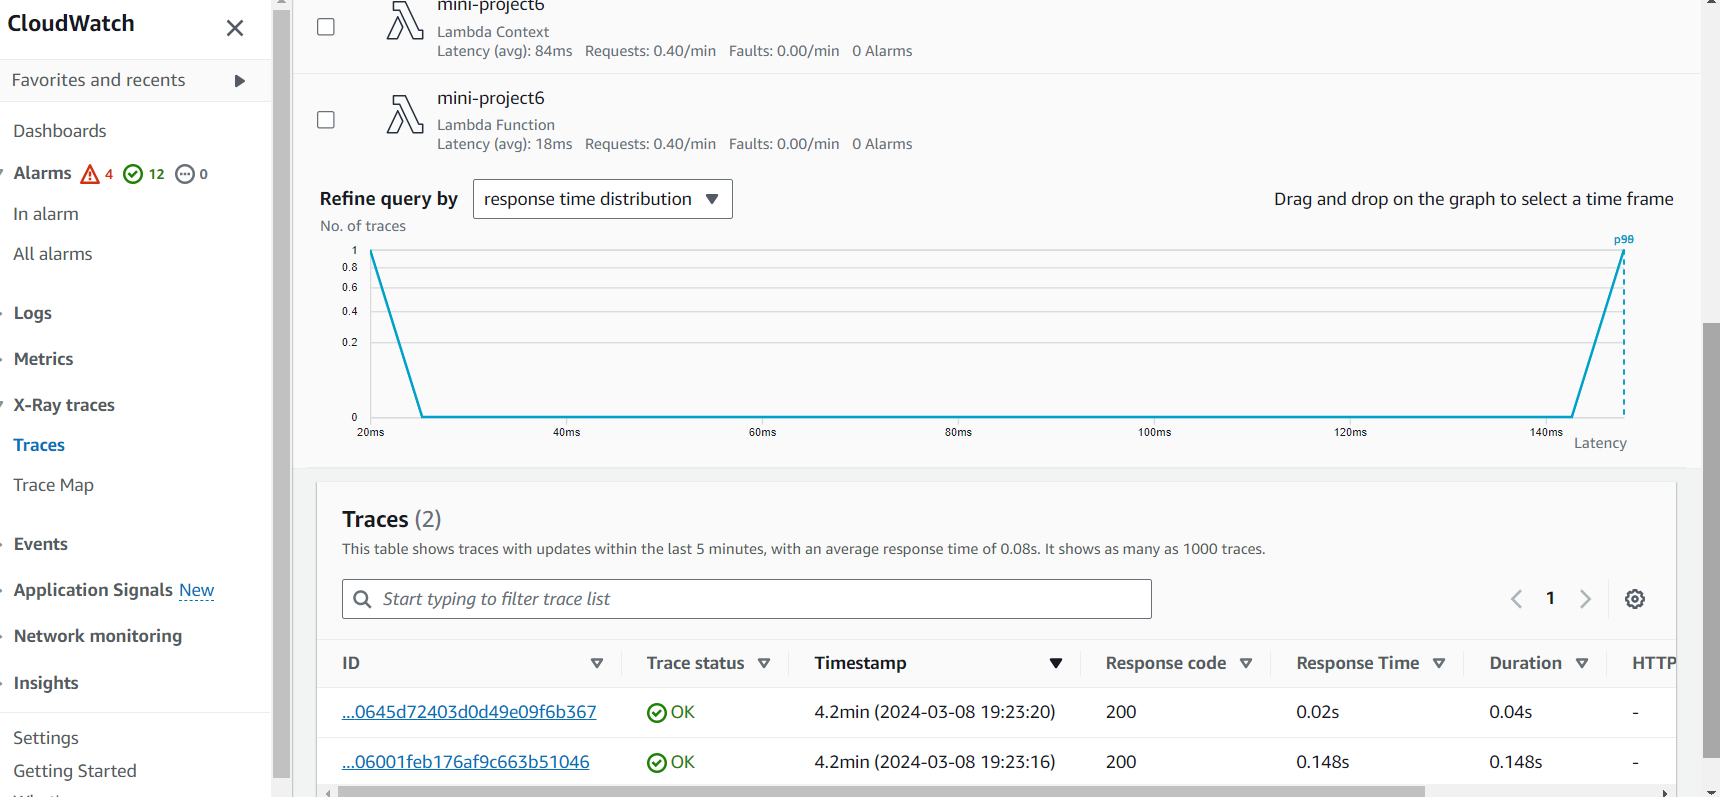 CloudWatch
Favorites and recents
Dashboards
Alarms 4 12 0
In alarm
All alarms
Logs
Metrics
X-Ray traces
Traces
Trace Map
Events
Application Signals New
Network monitoring
Insights
Settings
Getting Started
mini-project6
Lambda Context
Latency (avg): 84ms Requests: 0.40/min Faults: 0.00/min 0 Alarms
mini-project6
Lambda Function
Latency (avg): 18ms Requests: 0.40/min Faults: 0.00/min 0 Alarms
Refine query by response time distribution Drag and drop on the graph to select a time frame
No. of traces
1
0.8
0.6
0.4
0.2
0
20ms 40ms 60ms 80ms 100ms 120ms 140ms
Latency
Traces (2)
This table shows traces with updates within the last 5 minutes, with an average response time of 0.08s. It shows as many as 1000 traces.
Start typing to filter trace list 1
ID Trace status Timestamp Response code Response Time Duration HTTP
...0645d72403d0d49e09f6b367 OK 4.2min (2024-03-08 19:23:20) 200 0.02s 0.04s -
...06001feb176af9c663b51046 OK 4.2min (2024-03-08 19:23:16) 200 0.148s 0.148s -